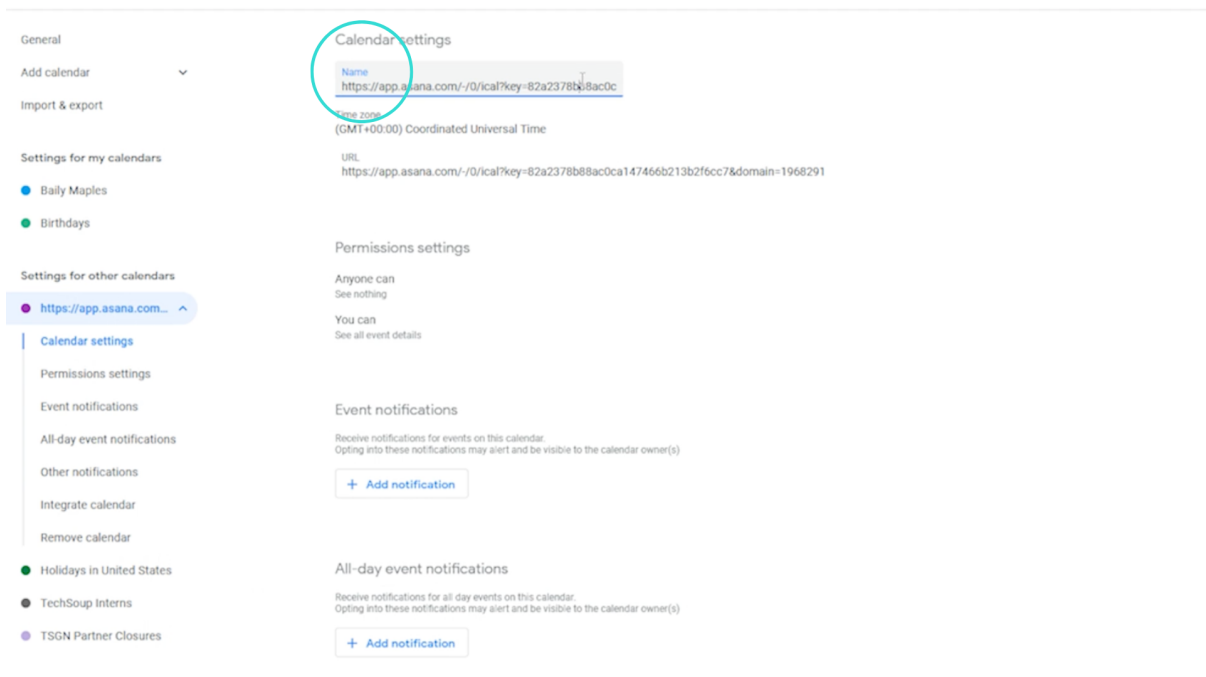 General
Add calendar
Import & export
Settings for my calendars
Baily Maples
Birthdays
Settings for other calendars
https://app.asana.com...
Calendar settings
Permissions settings
Event notifications
All-day event notifications
Other notifications
Integrate calendar
Remove calendar
Holidays in United States
TechSoup Interns
TSGN Partner Closures
Calendar settings
Name
https://app.asana.com/-/0/ical?key=82a2378b88ac0c
Time zone
(GMT+00:00) Coordinated Universal Time
URL
https://app.asana.com/-/0/ical?key=82a2378b88ac0ca147466b213b2f6cc7&domain=1968291
Permissions settings
Anyone can
See nothing
You can
See all event details
Event notifications
Receive notifications for events on this calendar.
Opting into these notifications may alert and be visible to the calendar owner(s)
+ Add notification
All-day event notifications
Receive notifications for all day events on this calendar.
Opting into these notifications may alert and be visible to the calendar owner(s)
+ Add notification